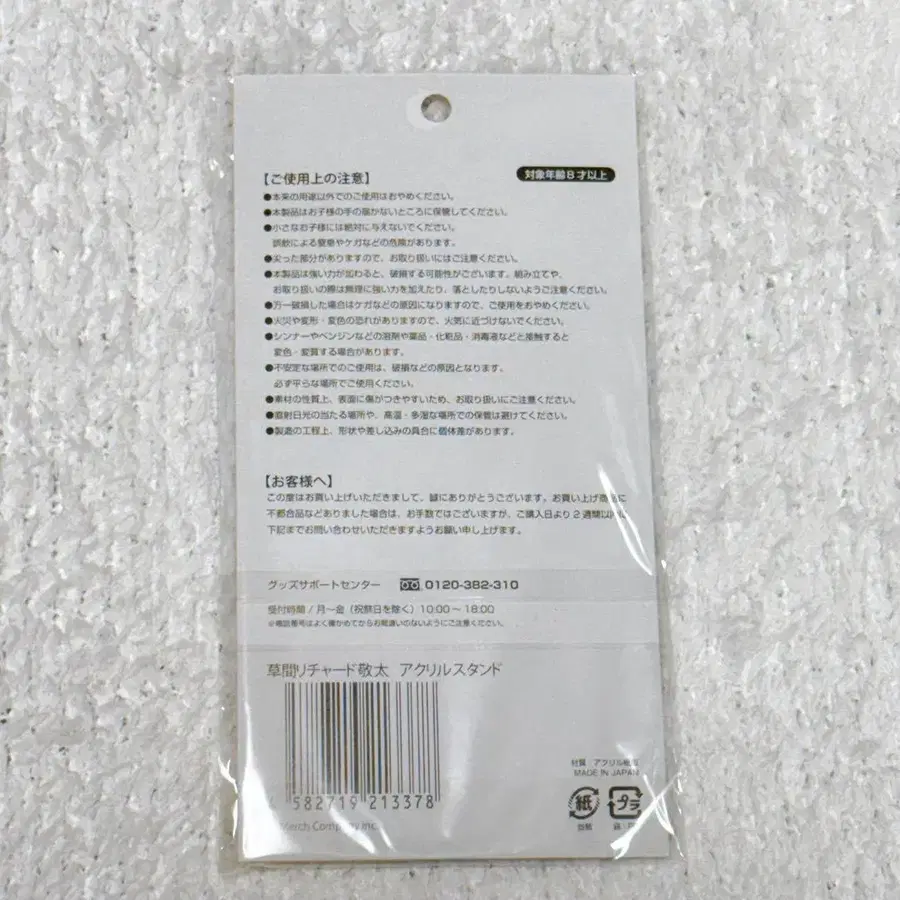 【ご使用上の注意】
対象年齢8才以上
●本来の用途以外でのご使用はおやめください。
●本製品はお子様の手の届かないところに保管してください。
●小さなお子様には絶対に与えないでください。
誤飲による窒息やケガなどの危険があります。
●尖った部分がありますので、お取り扱いにはご注意ください。
●本製品は強い力が加わると、破損する可能性がございます。組み立てや、
お取り扱いの際は無理に強い力を加えたり、落としたりしないようご注意ください。
●万一破損した場合はケガなどの原因になりますので、ご使用をおやめください。
●火災や変形・変色の恐れがありますので、火気に近づけないでください。
●シンナーやベンジンなどの溶剤や薬品・化粧品・消毒液などと接触すると
変色・変質する場合があります。
●不安定な場所でのご使用は、破損などの原因となります。
必ず平らな場所でご使用ください。
●素材の性質上、表面に傷がつきやすいため、お取り扱いにご注意ください。
●直射日光の当たる場所や、高温・多湿な場所での保管は避けてください。
●製造の工程上、形状や差し込みの具合に個体差があります。
【お客様へ】
この度はお買い上げいただきまして、誠にありがとうございます。お買い上げ商品に
不都合品などありました場合は、お手数ではございますが、ご購入日より2週間以内に
下記までお問い合わせいただきますようお願い申し上げます。
グッズサポートセンター 0120-382-310
受付時間 / 月〜金（祝祭日を除く）10:00〜18:00
※電話番号はよく確かめてからお間違いのないようにご注意ください。
草間リチャード敬太 アクリルスタンド
4 582719 213378
Merch Company Inc.
材質 アクリル樹脂
MADE IN JAPAN
紙
プラ
台紙